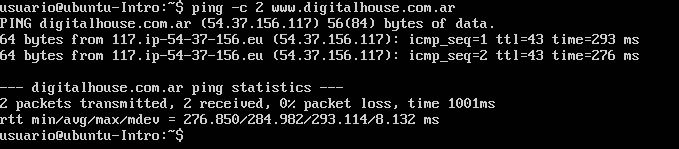 usuario@ubuntu-Intro:~$ ping -c 2 www.digitalhouse.com.ar
PING digitalhouse.com.ar (54.37.156.117) 56(84) bytes of data.
64 bytes from 117.ip-54-37-156.eu (54.37.156.117): icmp_seq=1 ttl=43 time=293 ms
64 bytes from 117.ip-54-37-156.eu (54.37.156.117): icmp_seq=2 ttl=43 time=276 ms
--- digitalhouse.com.ar ping statistics ---
2 packets transmitted, 2 received, 0% packet loss, time 1001ms
rtt min/avg/max/mdev = 276.850/284.982/293.114/8.132 ms
usuario@ubuntu-Intro:~$